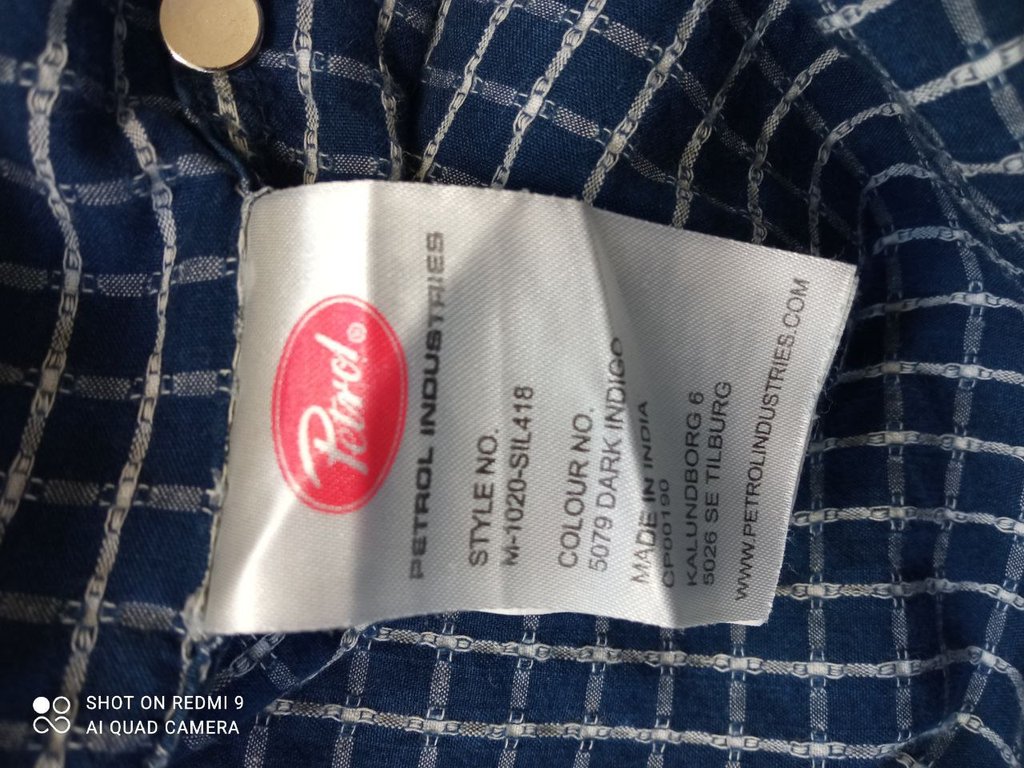 Petrol®
PETROL INDUSTRIES
STYLE NO.
M-1020-SIL418
COLOUR NO.
5079 DARK INDIGO
MADE IN INDIA
CP000190
KALUNDBORG 6
5026 SE TILBURG
WWW.PETROLINDUSTRIES.COM
SHOT ON REDMI 9
AI QUAD CAMERA